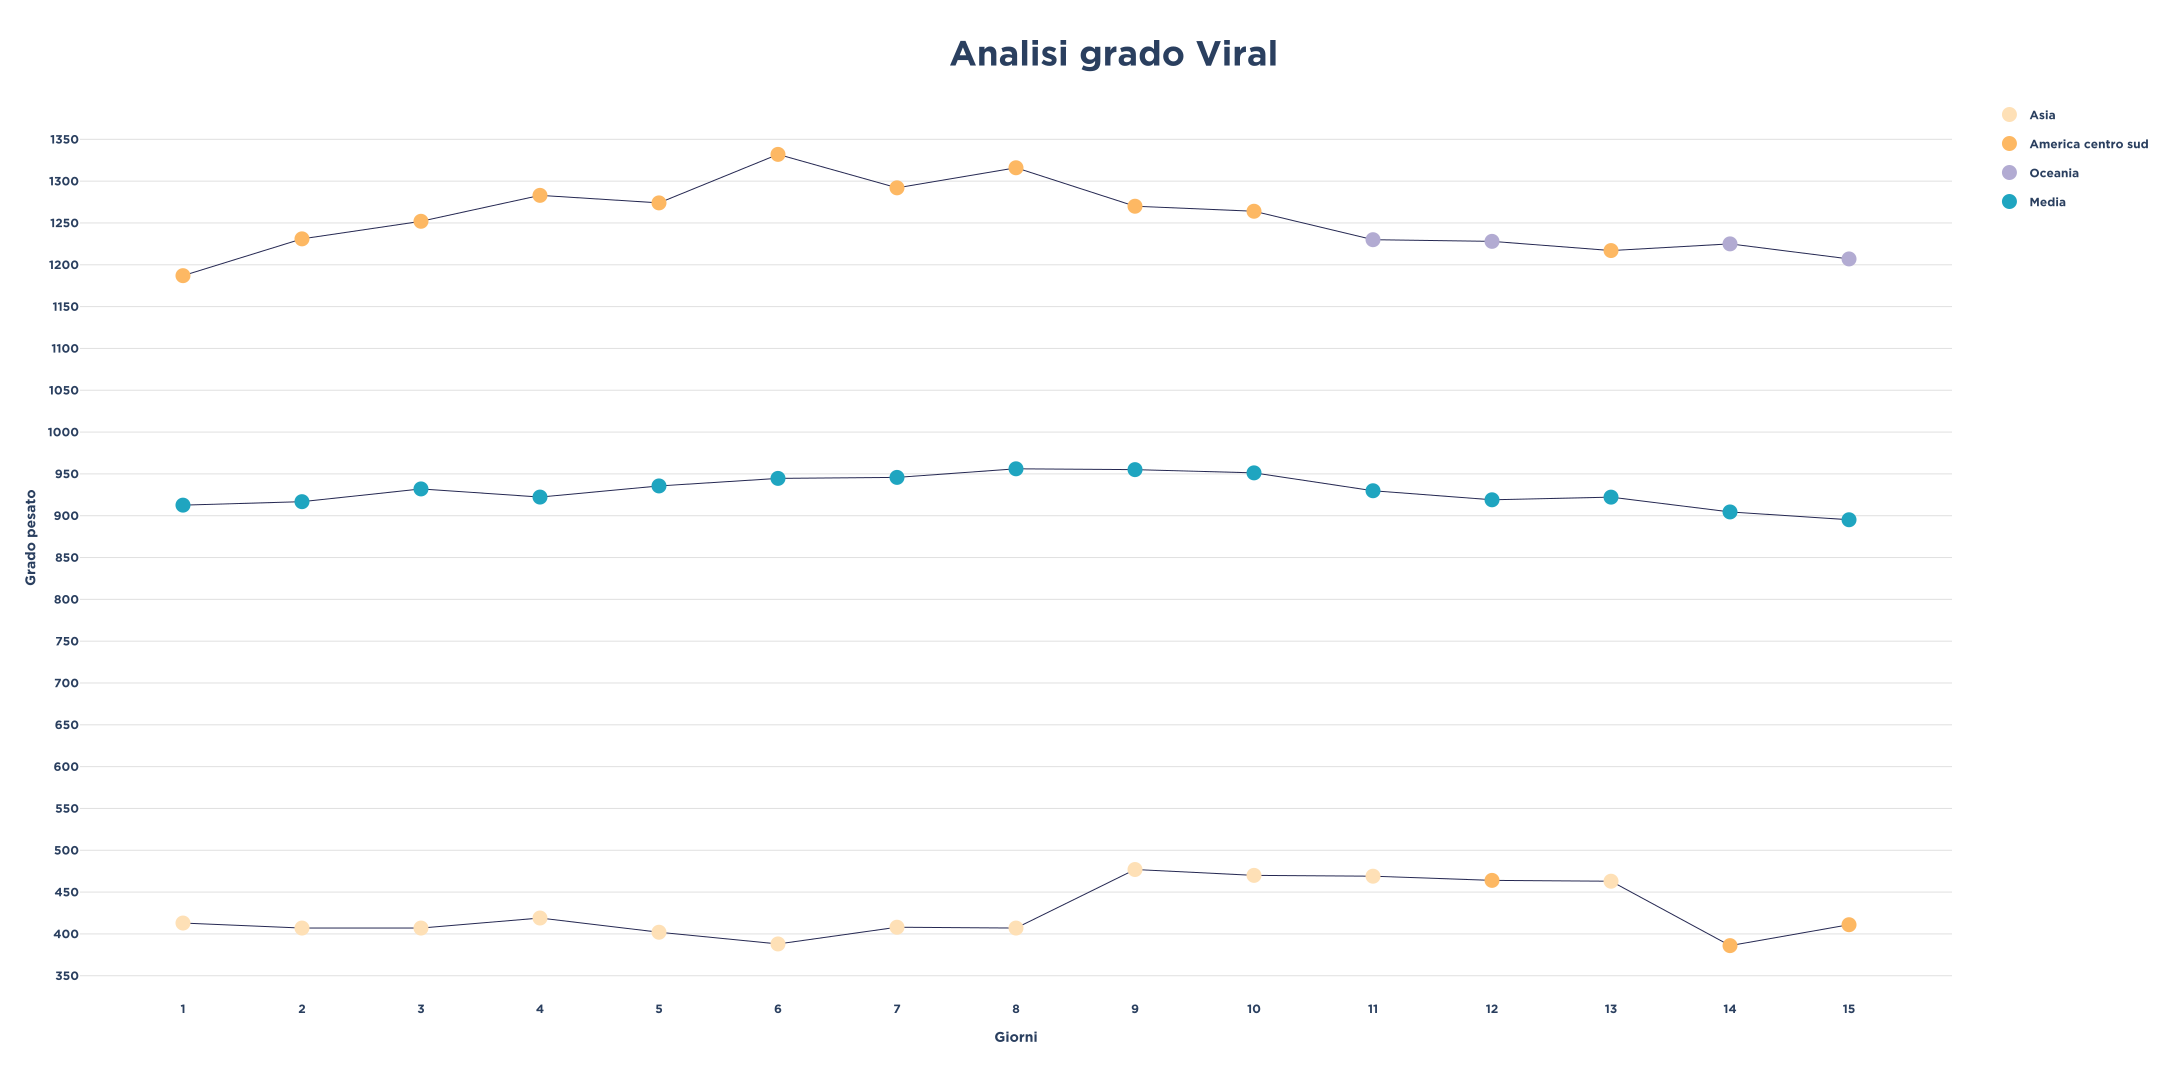 Analisi grado Viral
Asia
America centro sud
Oceania
Media
1350
1300
1250
1200
1150
1100
1050
1000
950
900
850
800
750
700
650
600
550
500
450
400
350
Grado pesato
1 2 3 4 5 6 7 8 9 10 11 12 13 14 15
Giorni